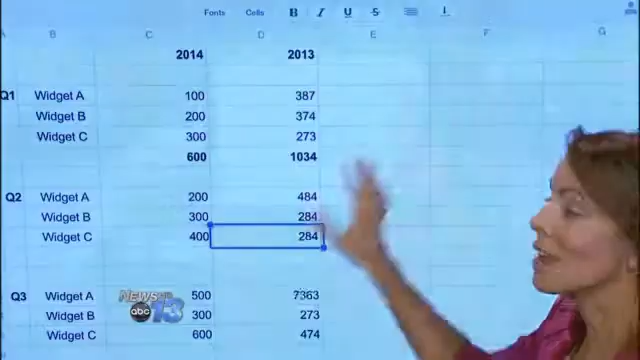 Fonts Cells B I U S
A B C D E F G
2014 2013
Q1 Widget A 100 387
Widget B 200 374
Widget C 300 273
600 1034
Q2 Widget A 200 484
Widget B 300 284
Widget C 400 284
Q3 Widget A 500 7363
Widget B 300 273
Widget C 600 474
NEWS
abc 13